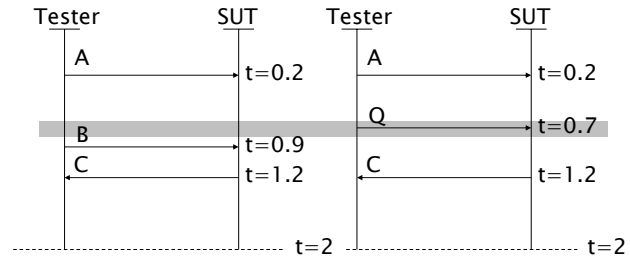 Tester SUT Tester SUT
A A
t=0.2 t=0.2
Q
t=0.7
B
t=0.9
C C
t=1.2 t=1.2
t=2 t=2